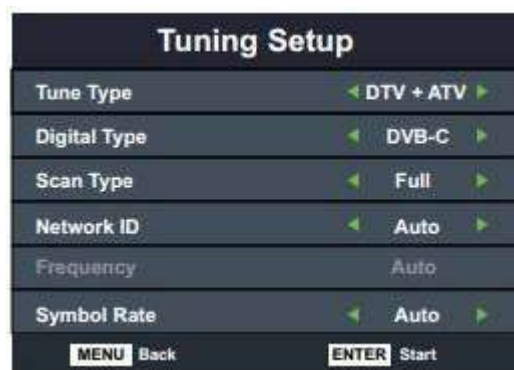 Tuning Setup
Tune Type DTV + ATV
Digital Type DVB-C
Scan Type Full
Network ID Auto
Frequency Auto
Symbol Rate Auto
MENU Back ENTER Start